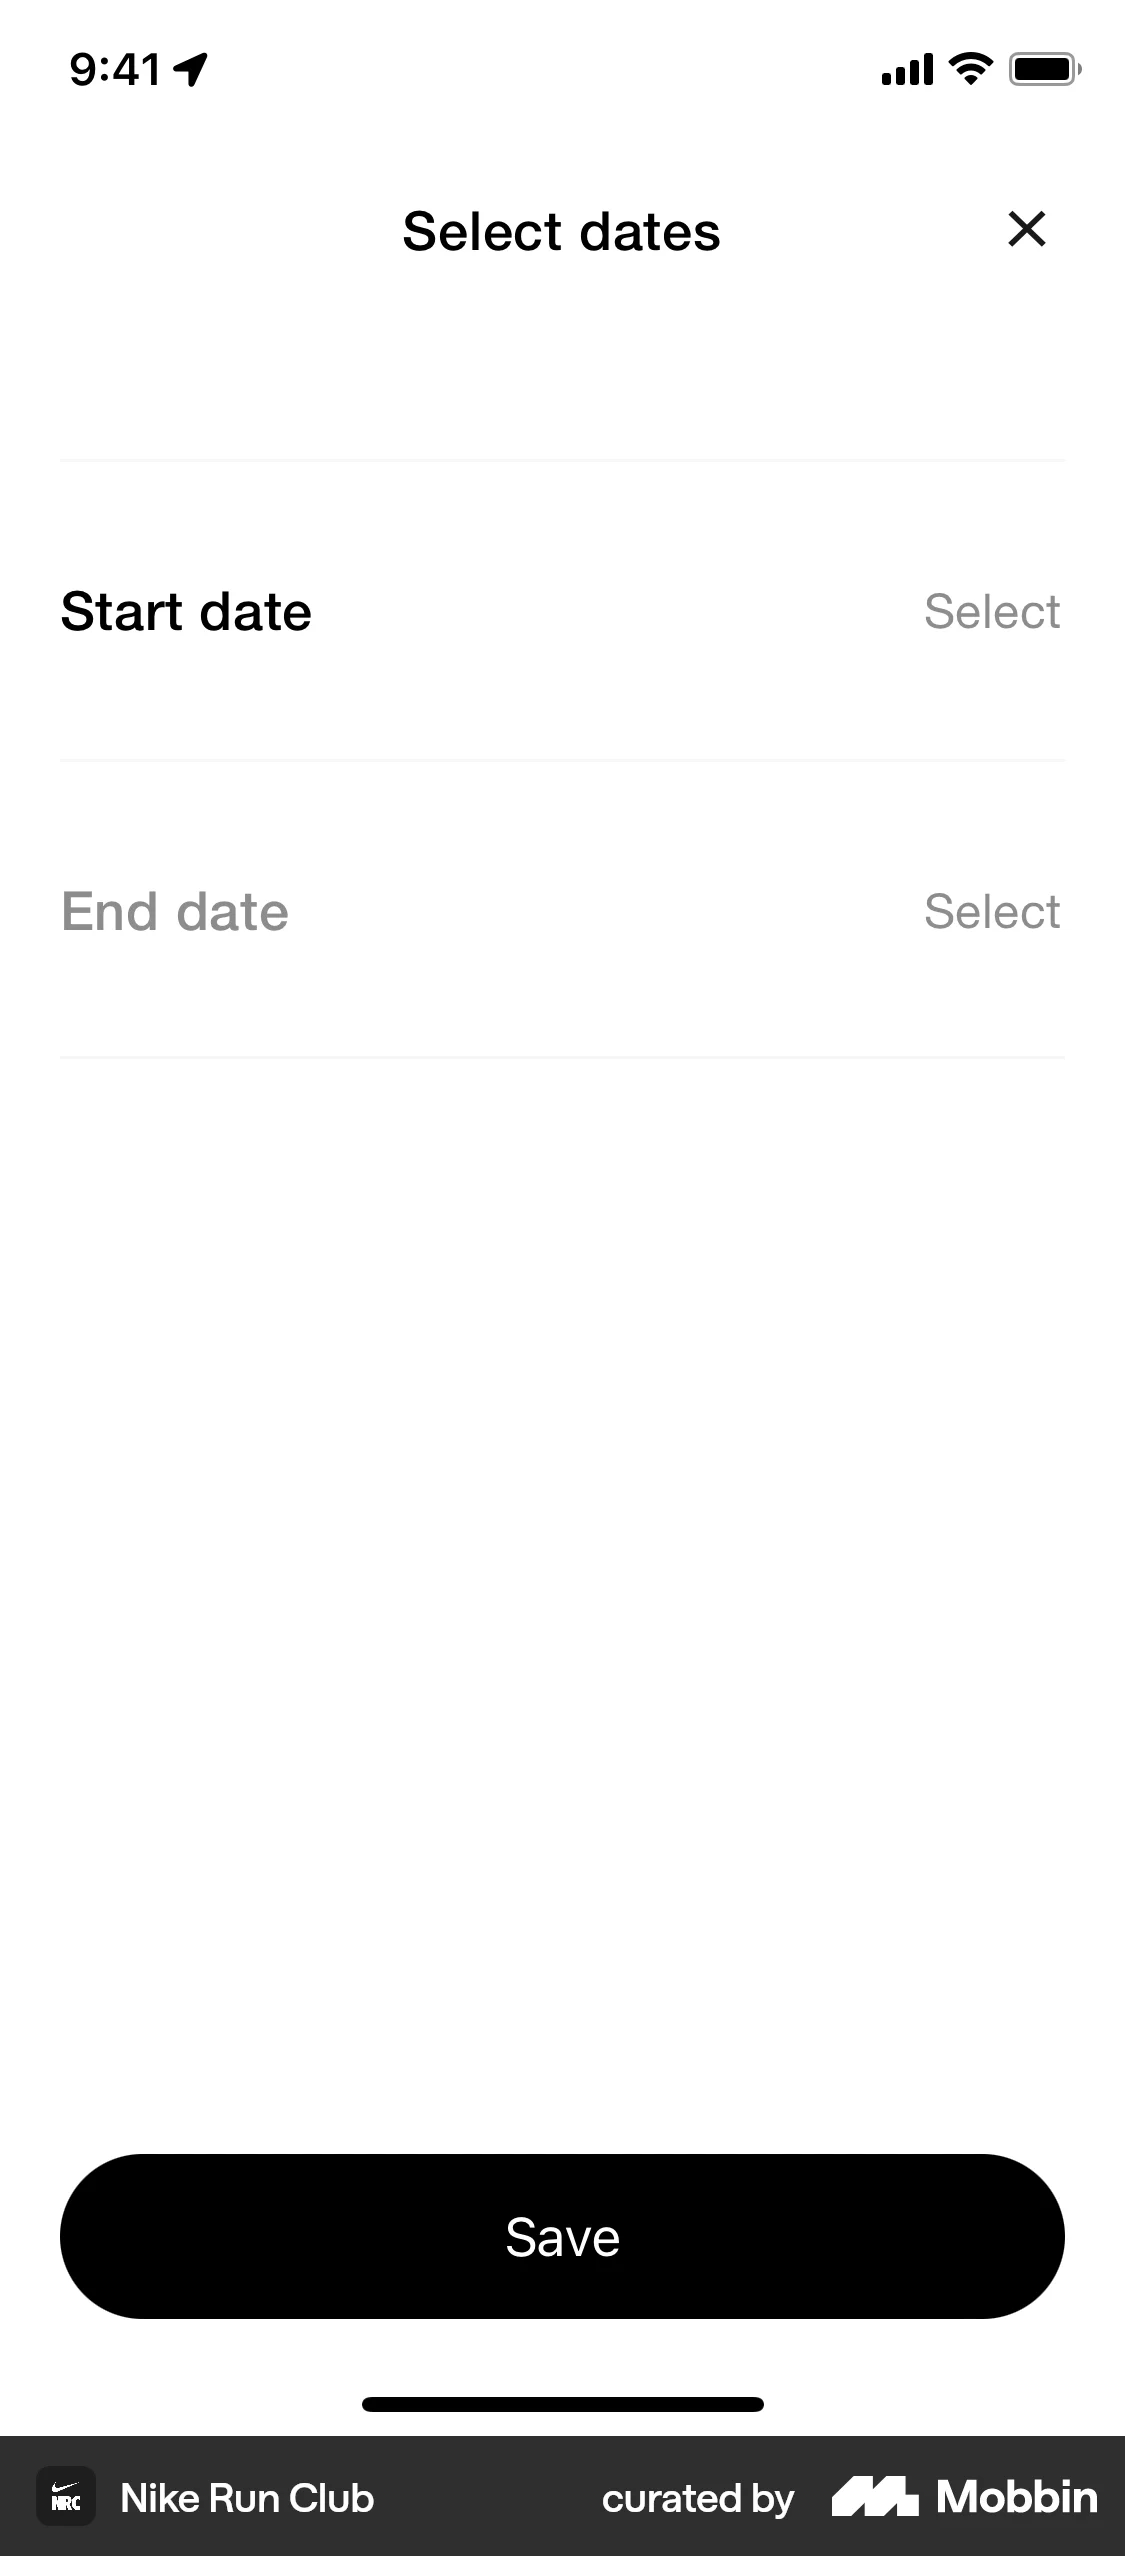 9:41
Select dates
Start date Select
End date Select
Save
NRC Nike Run Club curated by Mobbin